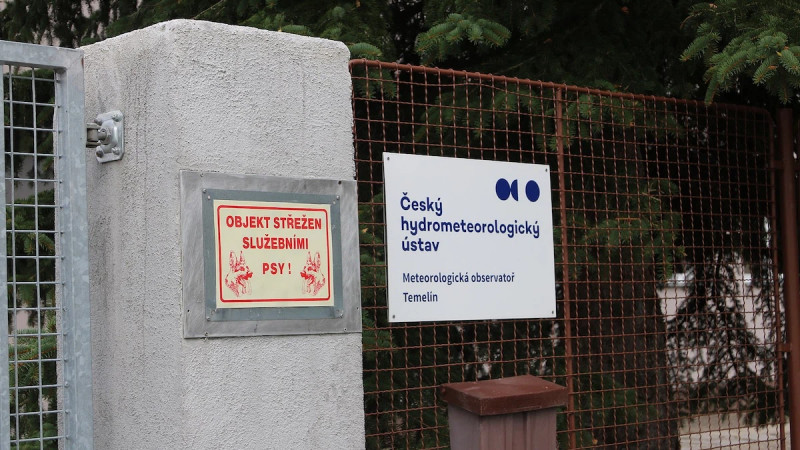 OBJEKT STŘEŽEN
SLUŽEBNÍMI
PSY !
Český
hydrometeorologický
ústav
Meteorologická observatoř
Temelín